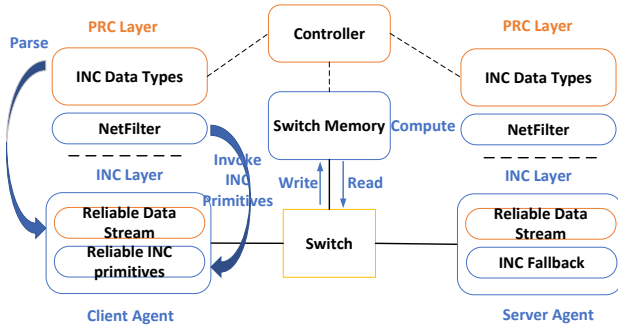 PRC Layer
Controller
PRC Layer
Parse
INC Data Types
INC Data Types
NetFilter
Switch Memory
Compute
NetFilter
Invoke
INC
Primitives
INC Layer
Write
Read
INC Layer
Reliable Data
Stream
Reliable INC
primitives
Switch
Reliable Data
Stream
INC Fallback
Client Agent
Server Agent